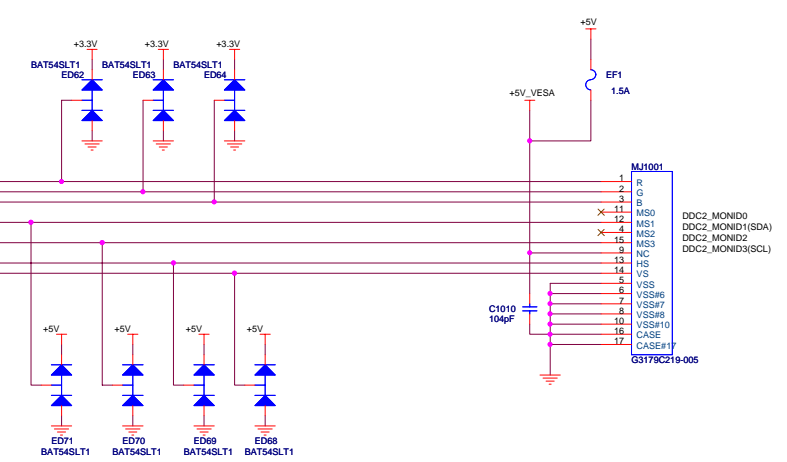 +5V
+3.3V +3.3V +3.3V
BAT54SLT1 BAT54SLT1 BAT54SLT1
ED62 ED63 ED64
EF1
1.5A
+5V_VESA
MJ1001
1 R
2 G
3 B
11 MS0 DDC2_MONID0
12 MS1 DDC2_MONID1(SDA)
4 MS2 DDC2_MONID2
15 MS3 DDC2_MONID3(SCL)
9 NC
13 HS
14 VS
5 VSS
6 VSS#6
7 VSS#7
8 VSS#8
10 VSS#10
16 CASE
17 CASE#17
G3179C219-005
C1010
104pF
+5V +5V +5V +5V
ED71 ED70 ED69 ED68
BAT54SLT1 BAT54SLT1 BAT54SLT1 BAT54SLT1